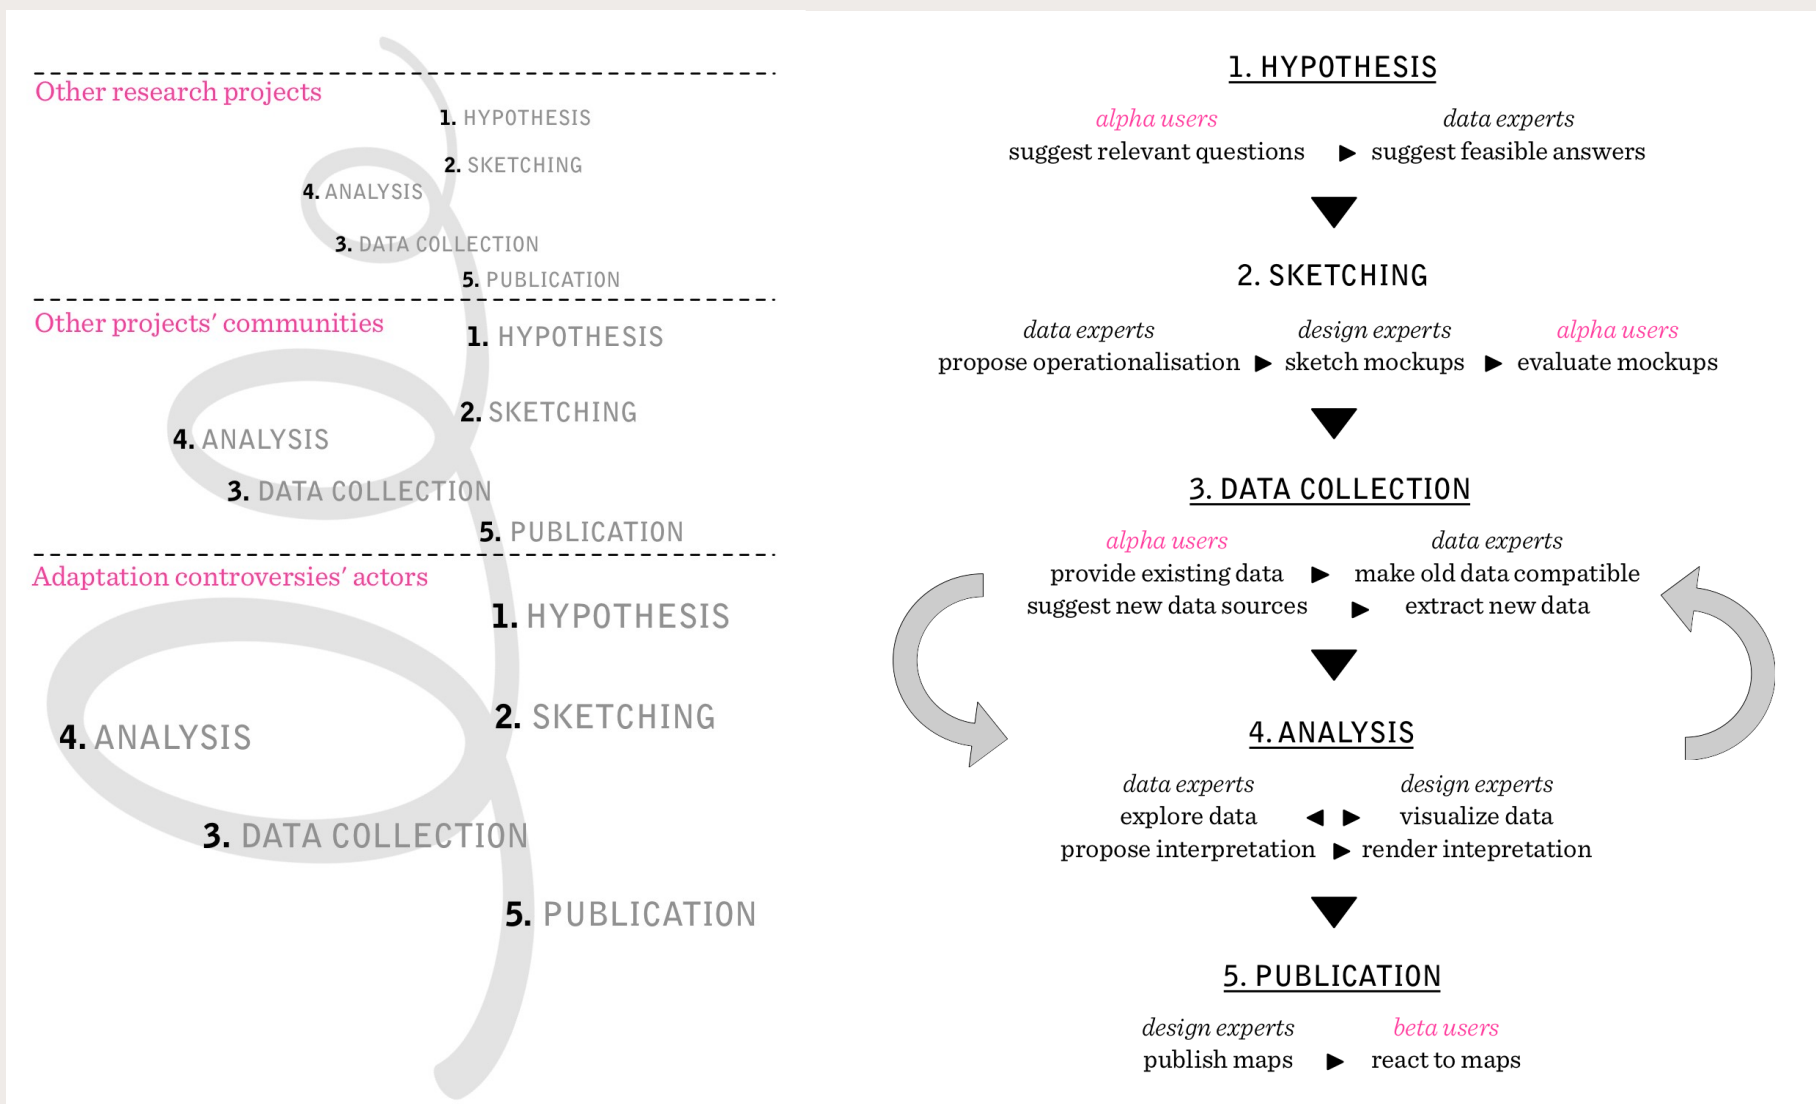 Other research projects
1. HYPOTHESIS
2. SKETCHING
4. ANALYSIS
3. DATA COLLECTION
5. PUBLICATION
Other projects' communities
1. HYPOTHESIS
2. SKETCHING
4. ANALYSIS
3. DATA COLLECTION
5. PUBLICATION
Adaptation controversies' actors
1. HYPOTHESIS
2. SKETCHING
4. ANALYSIS
3. DATA COLLECTION
5. PUBLICATION
1. HYPOTHESIS
alpha users data experts
suggest relevant questions ▶ suggest feasible answers
2. SKETCHING
data experts design experts alpha users
propose operationalisation ▶ sketch mockups ▶ evaluate mockups
3. DATA COLLECTION
alpha users data experts
provide existing data ▶ make old data compatible
suggest new data sources ▶ extract new data
4. ANALYSIS
data experts design experts
explore data ◀ ▶ visualize data
propose interpretation ▶ render intepretation
5. PUBLICATION
design experts beta users
publish maps ▶ react to maps